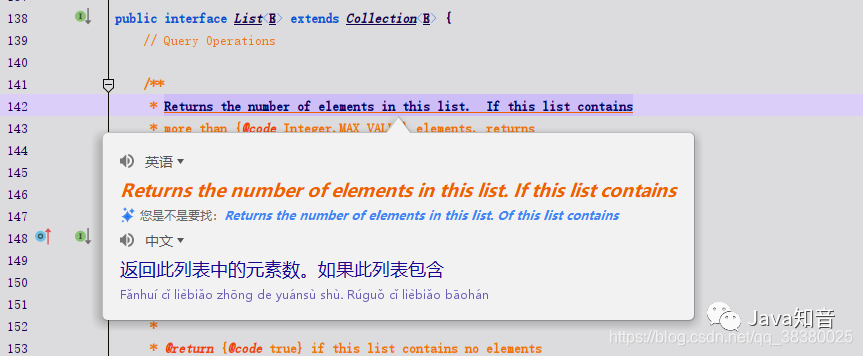 138 public interface List<E> extends Collection<E> {
139 // Query Operations
140
141 /**
142 * Returns the number of elements in this list.  If this list contains
143 * more than {@code Integer.MAX_VALUE} elements, returns
144
145
146
147
148
149
150
151
152 *
153 * @return {@code true} if this list contains no elements
英语
Returns the number of elements in this list. If this list contains
您是不是要找： Returns the number of elements in this list. Of this list contains
中文
返回此列表中的元素数。如果此列表包含
Fǎnhuí cǐ lièbiǎo zhōng de yuánsù shù. Rúguǒ cǐ lièbiǎo bāohán
Java知音
https://blog.csdn.net/qq_38380025